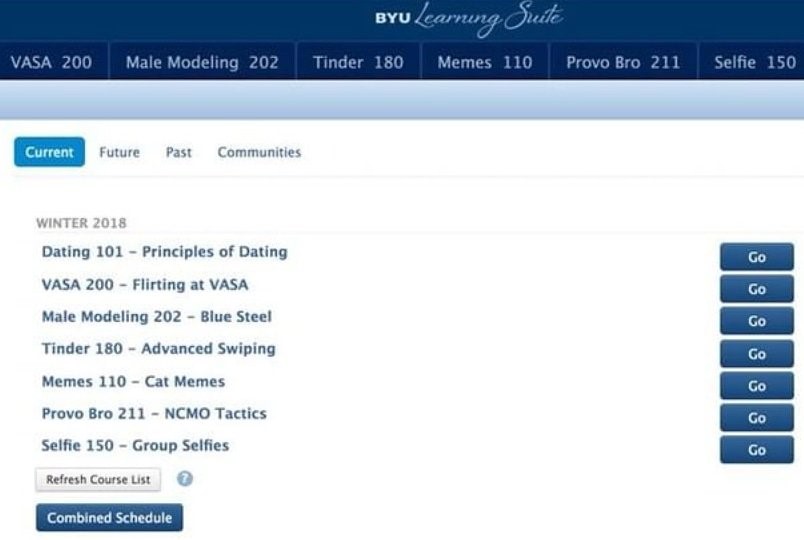 BYU Learning Suite
VASA 200 Male Modeling 202 Tinder 180 Memes 110 Provo Bro 211 Selfie 150
Current Future Past Communities
WINTER 2018
Dating 101 – Principles of Dating Go
VASA 200 – Flirting at VASA Go
Male Modeling 202 – Blue Steel Go
Tinder 180 – Advanced Swiping Go
Memes 110 – Cat Memes Go
Provo Bro 211 – NCMO Tactics Go
Selfie 150 – Group Selfies Go
Refresh Course List ?
Combined Schedule